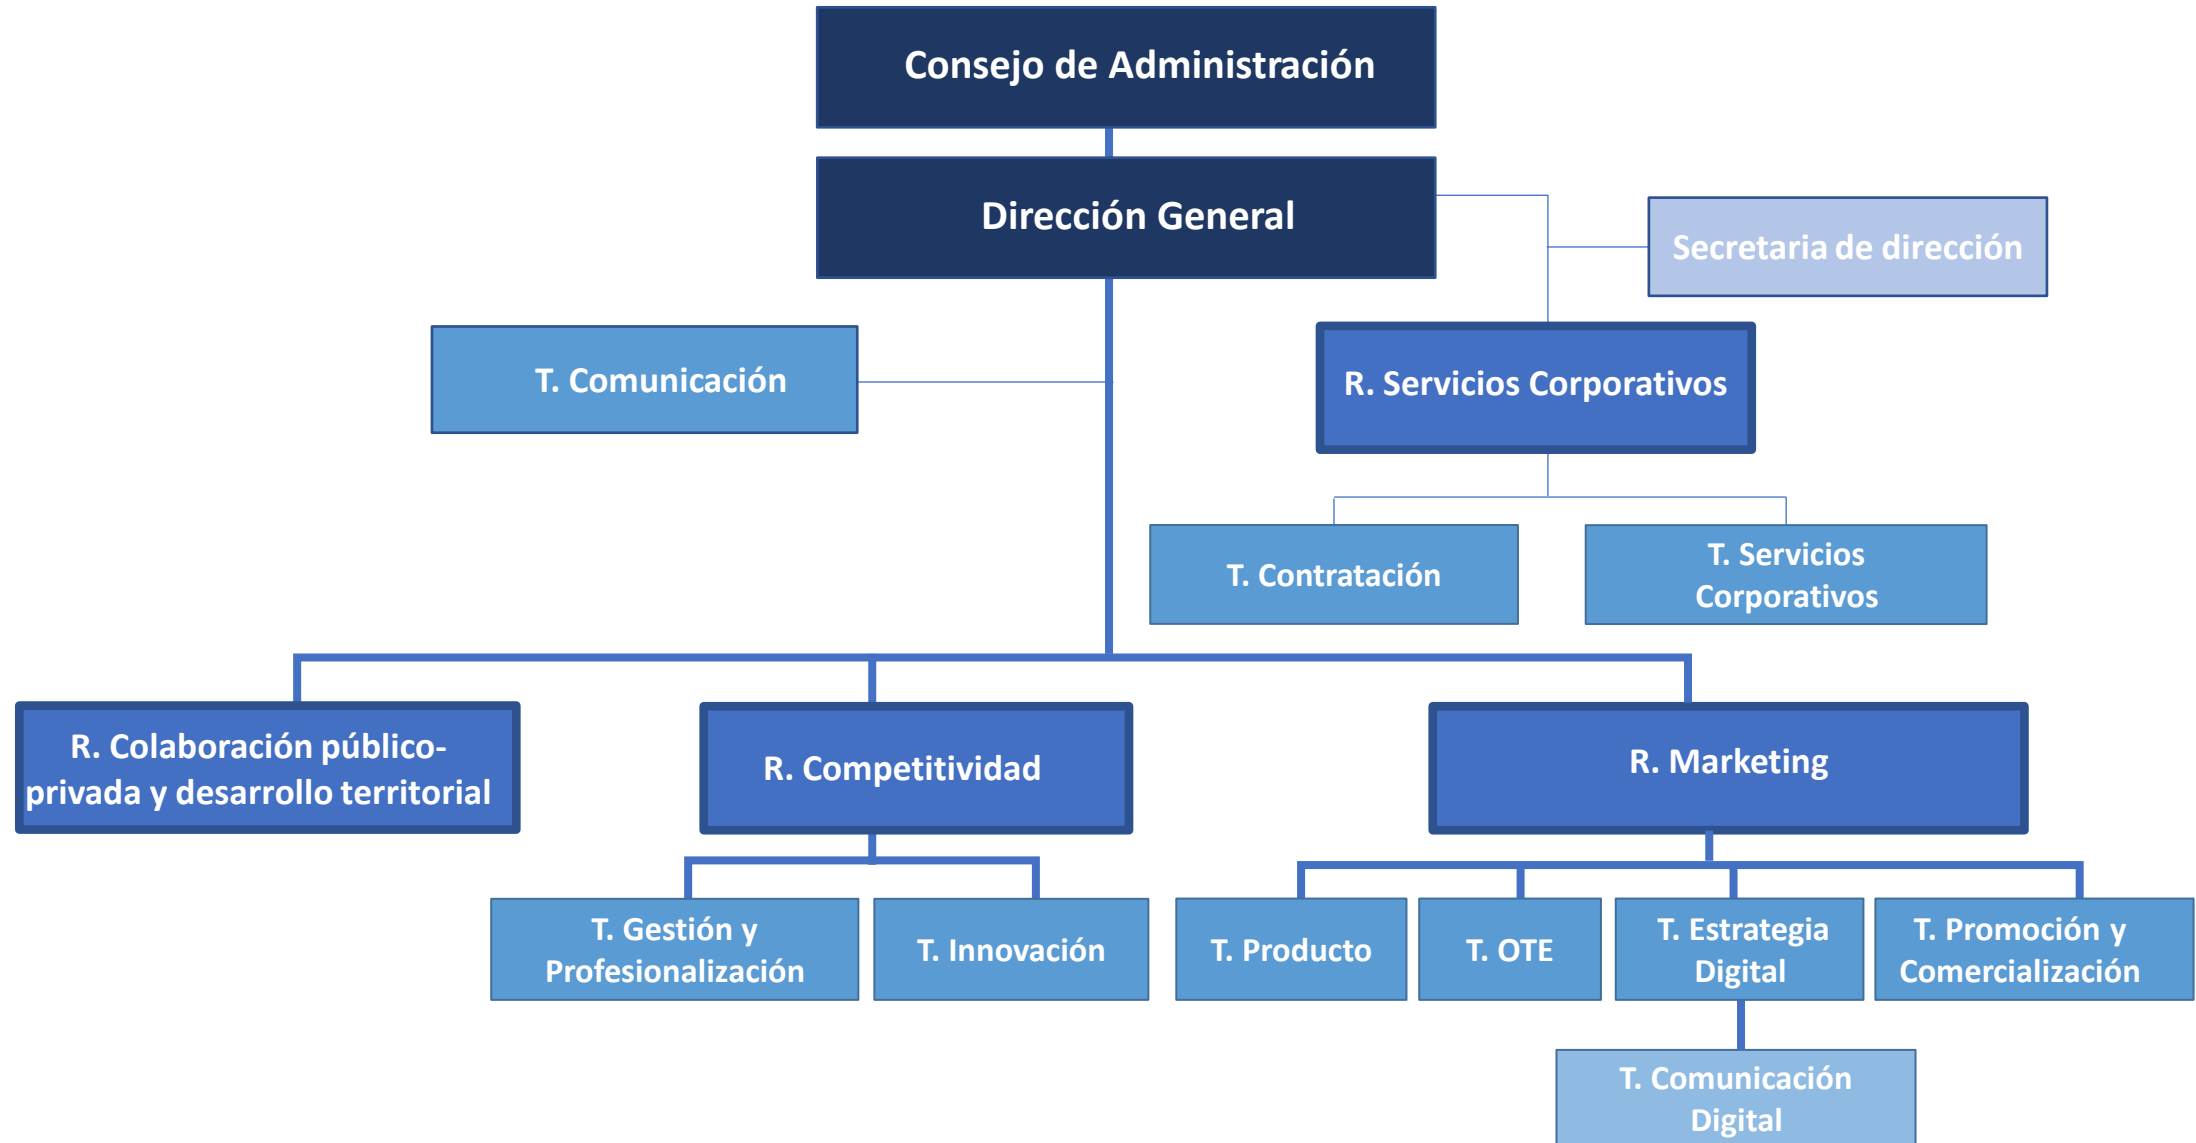 Consejo de Administración
Dirección General
Secretaria de dirección
T. Comunicación
R. Servicios Corporativos
T. Contratación
T. Servicios
Corporativos
R. Colaboración público-
privada y desarrollo territorial
R. Competitividad
R. Marketing
T. Gestión y
Profesionalización
T. Innovación
T. Producto
T. OTE
T. Estrategia
Digital
T. Promoción y
Comercialización
T. Comunicación
Digital